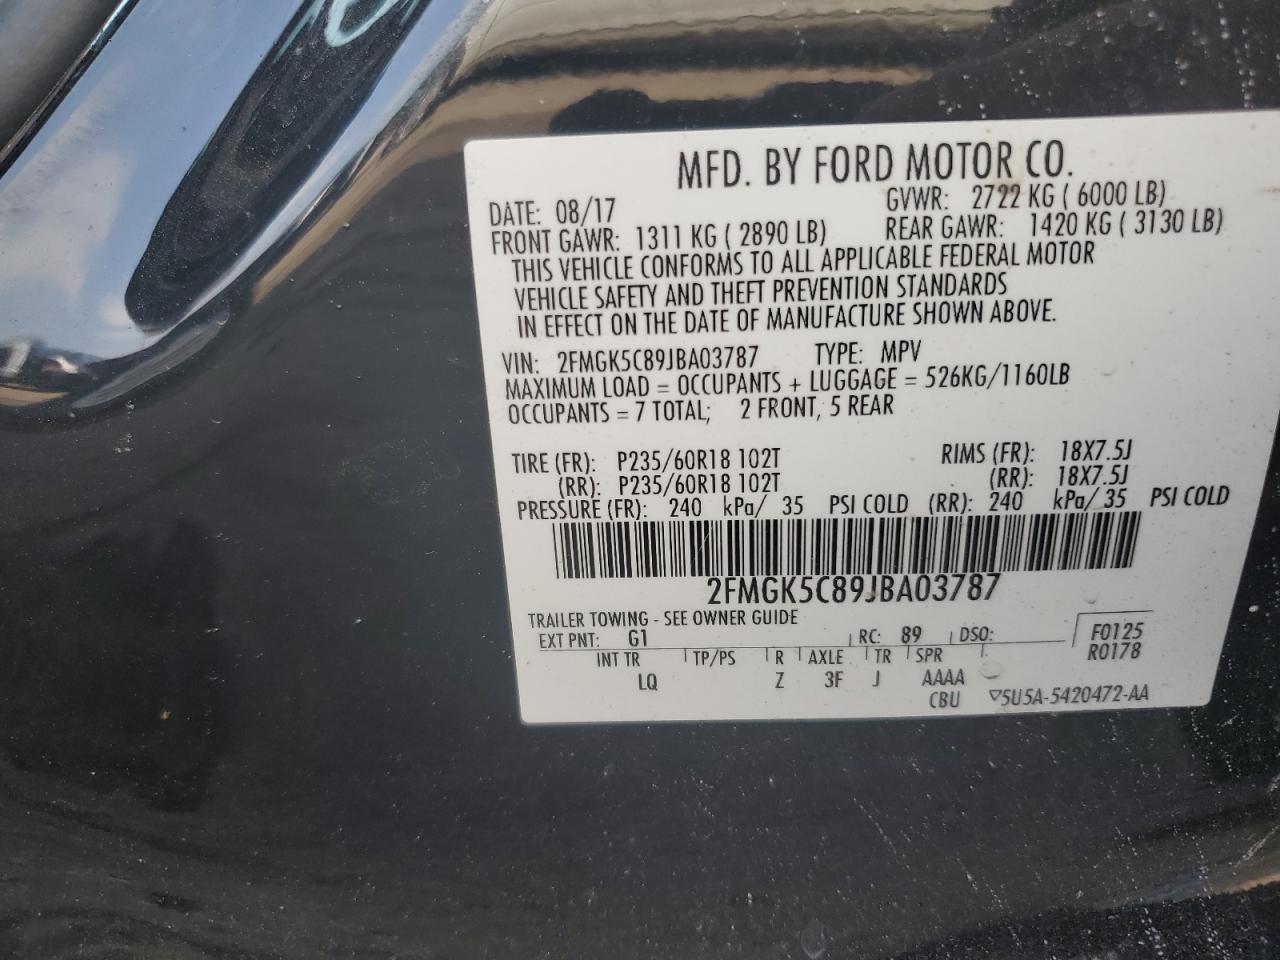 MFD. BY FORD MOTOR CO.
DATE: 08/17 GVWR: 2722 KG ( 6000 LB)
FRONT GAWR: 1311 KG ( 2890 LB) REAR GAWR: 1420 KG ( 3130 LB)
THIS VEHICLE CONFORMS TO ALL APPLICABLE FEDERAL MOTOR
VEHICLE SAFETY AND THEFT PREVENTION STANDARDS
IN EFFECT ON THE DATE OF MANUFACTURE SHOWN ABOVE.
VIN: 2FMGK5C89JBA03787 TYPE: MPV
MAXIMUM LOAD = OCCUPANTS + LUGGAGE = 526KG/1160LB
OCCUPANTS = 7 TOTAL; 2 FRONT, 5 REAR
TIRE (FR): P235/60R18 102T RIMS (FR): 18X7.5J
(RR): P235/60R18 102T (RR): 18X7.5J
PRESSURE (FR): 240 kPa/ 35 PSI COLD (RR): 240 kPa/ 35 PSI COLD
2FMGK5C89JBA03787
TRAILER TOWING - SEE OWNER GUIDE
EXT PNT: G1 RC: 89 DSO: F0125
R0178
INT TR TP/PS R AXLE TR SPR
LQ Z 3F J AAAA
CBU ▽5U5A-5420472-AA